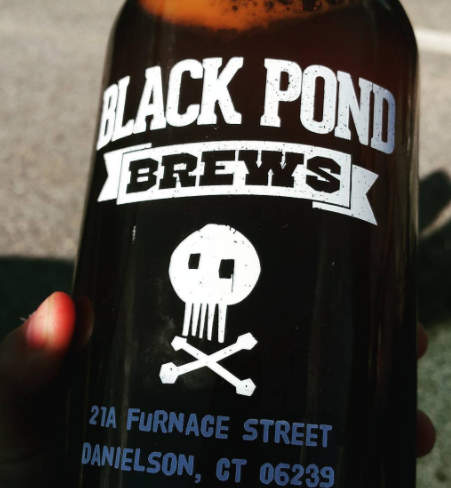 BLACK POND
BREWS
21A FURNACE STREET
DANIELSON, CT 06239